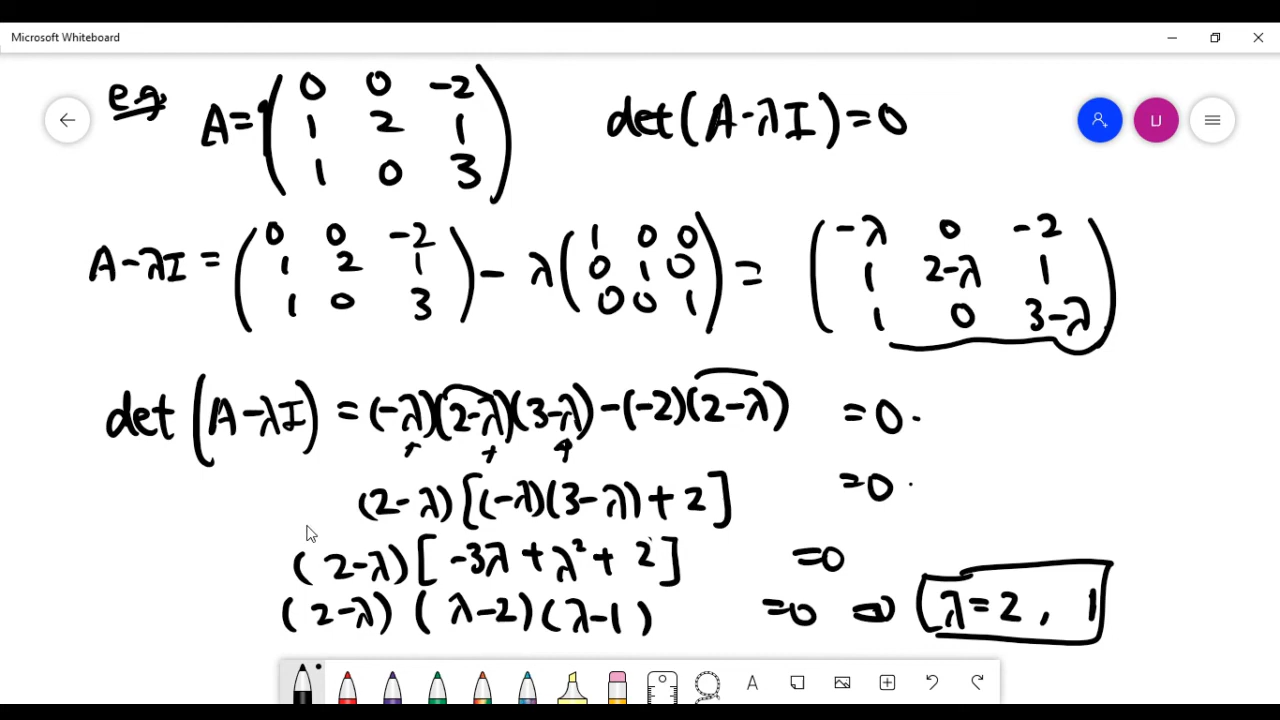 Microsoft Whiteboard
e.g A = ( 0 0 -2 ; 1 2 1 ; 1 0 3 ) det(A-λI)=0
A-λI = ( 0 0 -2 ; 1 2 1 ; 1 0 3 ) - λ ( 1 0 0 ; 0 1 0 ; 0 0 1 ) = ( -λ 0 -2 ; 1 2-λ 1 ; 1 0 3-λ )
det(A-λI) = (-λ)(2-λ)(3-λ)-(-2)(2-λ) =0.
(2-λ)[(-λ)(3-λ)+2] =0.
(2-λ)[-3λ+λ²+2] =0
(2-λ)(λ-2)(λ-1) =0 ⇒ λ=2, 1
LJ
A